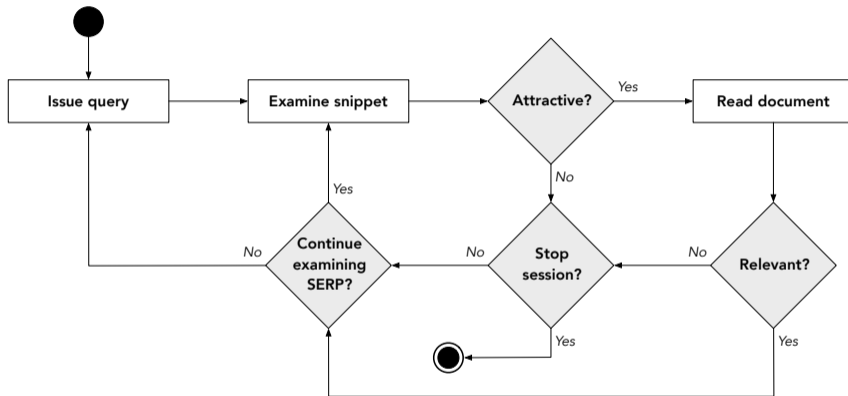 Issue query
Examine snippet
Attractive?
Yes
Read document
No
Yes
Continue
examining
SERP?
No
No
Stop
session?
No
Relevant?
Yes
Yes